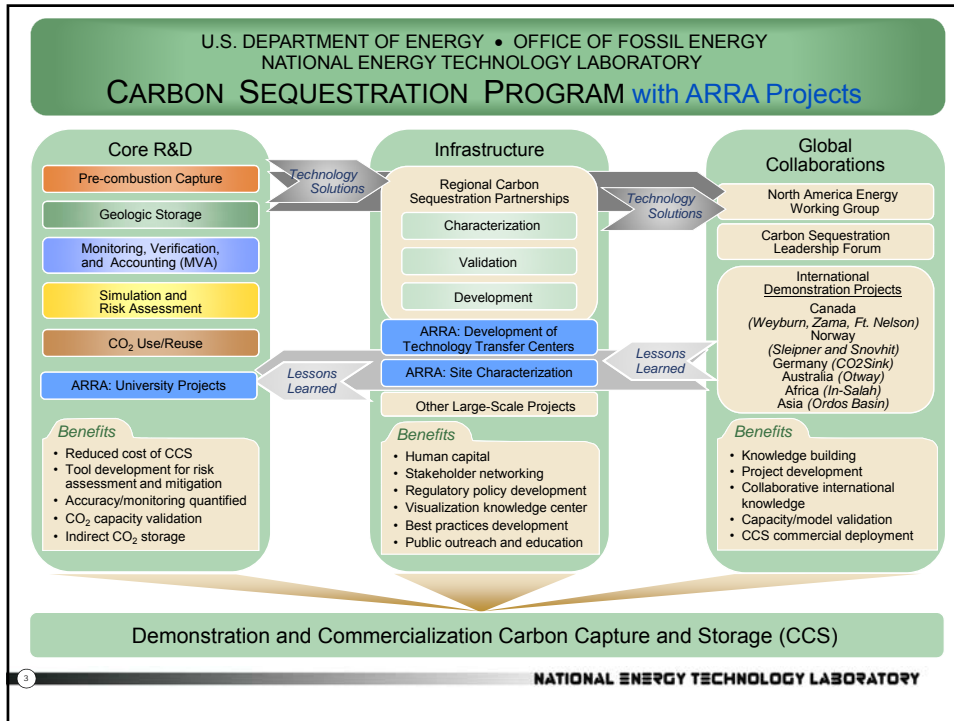 U.S. DEPARTMENT OF ENERGY • OFFICE OF FOSSIL ENERGY
NATIONAL ENERGY TECHNOLOGY LABORATORY
CARBON SEQUESTRATION PROGRAM with ARRA Projects
Core R&D
Pre-combustion Capture
Geologic Storage
Monitoring, Verification,
and Accounting (MVA)
Simulation and
Risk Assessment
CO2 Use/Reuse
ARRA: University Projects
Benefits
• Reduced cost of CCS
• Tool development for risk
assessment and mitigation
• Accuracy/monitoring quantified
• CO2 capacity validation
• Indirect CO2 storage
Technology
Solutions
Lessons
Learned
Infrastructure
Regional Carbon
Sequestration Partnerships
Characterization
Validation
Development
ARRA: Development of
Technology Transfer Centers
ARRA: Site Characterization
Other Large-Scale Projects
Benefits
• Human capital
• Stakeholder networking
• Regulatory policy development
• Visualization knowledge center
• Best practices development
• Public outreach and education
Technology
Solutions
Lessons
Learned
Global
Collaborations
North America Energy
Working Group
Carbon Sequestration
Leadership Forum
International
Demonstration Projects
Canada
(Weyburn, Zama, Ft. Nelson)
Norway
(Sleipner and Snovhit)
Germany (CO2Sink)
Australia (Otway)
Africa (In-Salah)
Asia (Ordos Basin)
Benefits
• Knowledge building
• Project development
• Collaborative international
knowledge
• Capacity/model validation
• CCS commercial deployment
Demonstration and Commercialization Carbon Capture and Storage (CCS)
3
NATIONAL ENERGY TECHNOLOGY LABORATORY